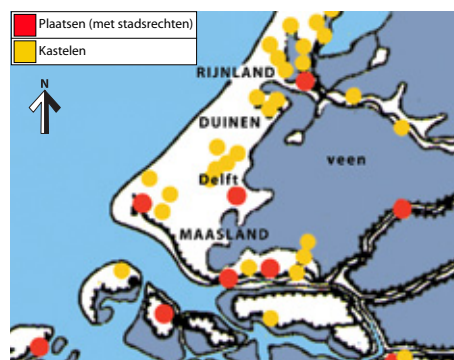 Plaatsen (met stadsrechten)
Kastelen
N
RIJNLAND
DUINEN
veen
Delft
MAASLAND